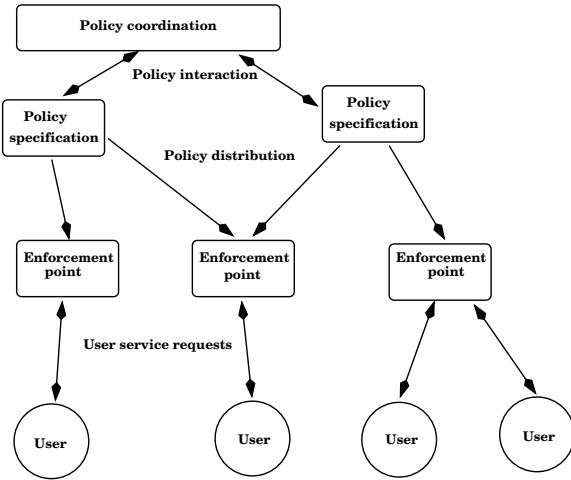 Policy coordination
Policy interaction
Policy
specification
Policy
specification
Policy distribution
Enforcement
point
Enforcement
point
Enforcement
point
User service requests
User
User
User
User